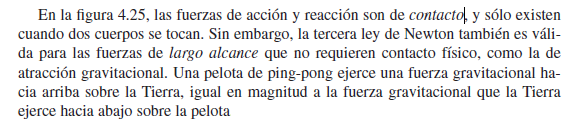 En la figura 4.25, las fuerzas de acción y reacción son de contacto, y sólo existen
cuando dos cuerpos se tocan. Sin embargo, la tercera ley de Newton también es váli-
da para las fuerzas de largo alcance que no requieren contacto físico, como la de
atracción gravitacional. Una pelota de ping-pong ejerce una fuerza gravitacional ha-
cia arriba sobre la Tierra, igual en magnitud a la fuerza gravitacional que la Tierra
ejerce hacia abajo sobre la pelota